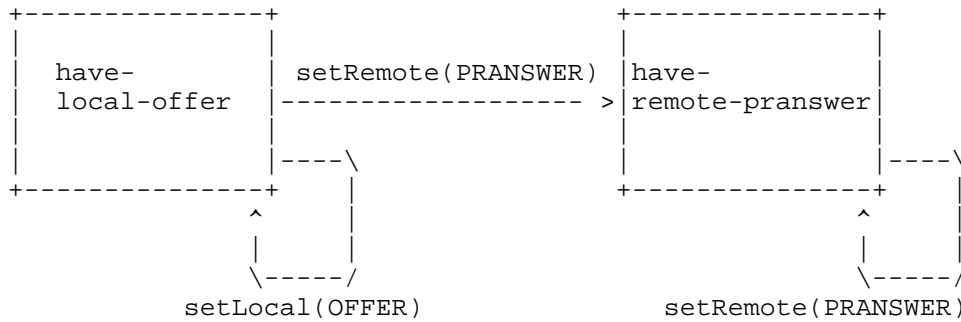 have- setRemote(PRANSWER) have-
local-offer remote-pranswer
setLocal(OFFER) setRemote(PRANSWER)